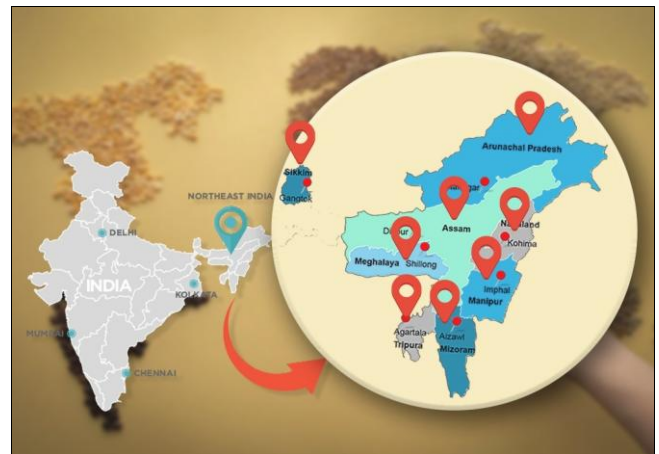 NORTHEAST INDIA
DELHI
INDIA
KOLKATA
MUMBAI
CHENNAI
Sikkim
Gangtok
Arunachal Pradesh
Assam
Nagaland
Kohima
Meghalaya Shillong
Imphal
Manipur
Agartala
Tripura
Aizawl
Mizoram